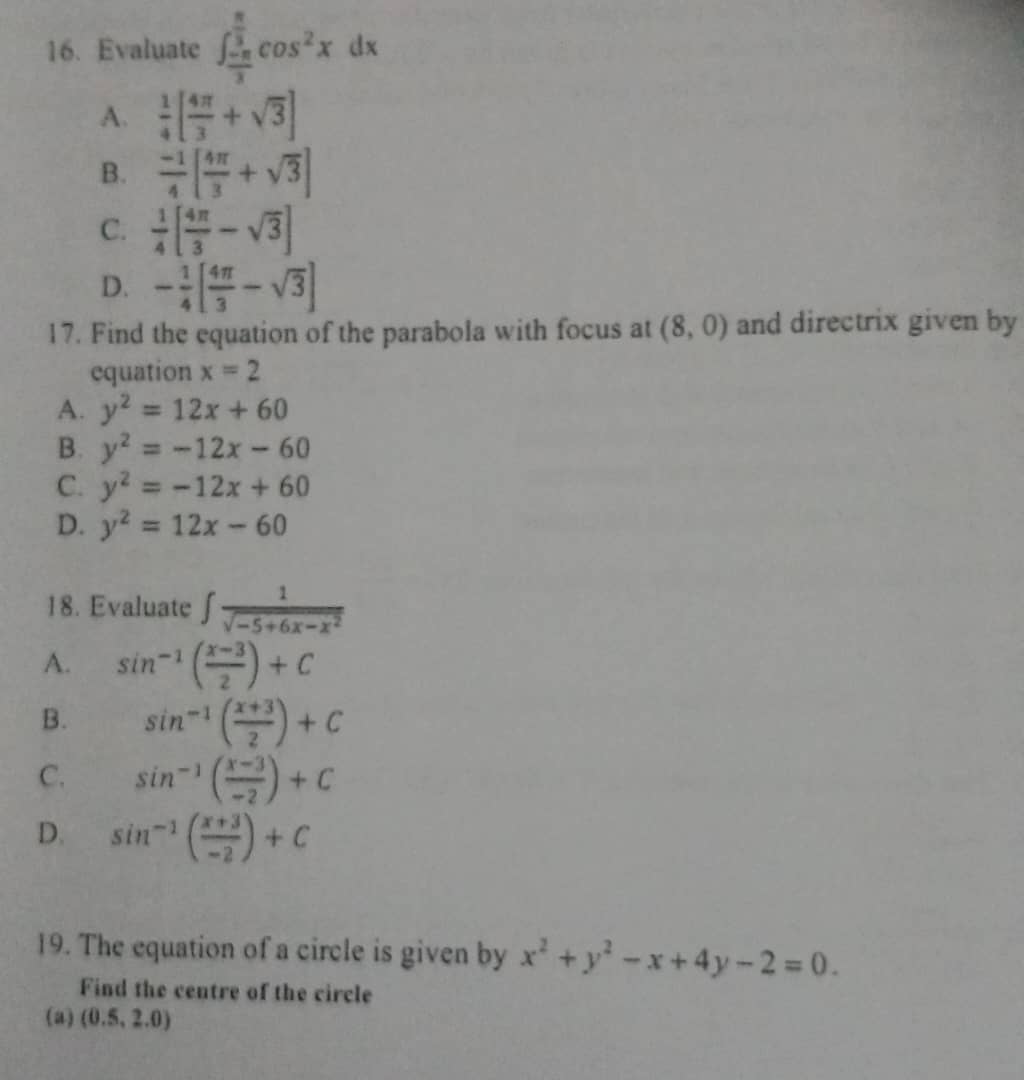 16. Evaluate ∫_{-π/3}^{π/3} cos²x dx
A. 1/4 [4π/3 + √3]
B. -1/4 [4π/3 + √3]
C. 1/4 [4π/3 − √3]
D. −1/4 [4π/3 − √3]
17. Find the equation of the parabola with focus at (8, 0) and directrix given by
equation x = 2
A. y² = 12x + 60
B. y² = −12x − 60
C. y² = −12x + 60
D. y² = 12x − 60
18. Evaluate ∫ 1/√(−5+6x−x²)
A. sin⁻¹ ((x−3)/2) + C
B. sin⁻¹ ((x+3)/2) + C
C. sin⁻¹ ((x−3)/−2) + C
D. sin⁻¹ ((x+3)/−2) + C
19. The equation of a circle is given by x² + y² − x + 4y − 2 = 0.
Find the centre of the circle
(a) (0.5, 2.0)